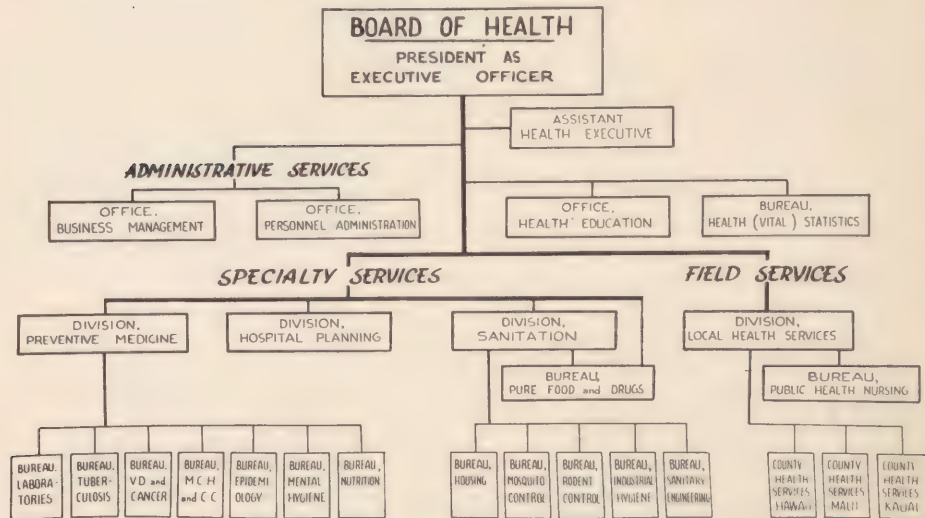 BOARD OF HEALTH
PRESIDENT AS
EXECUTIVE OFFICER
ASSISTANT
HEALTH EXECUTIVE
ADMINISTRATIVE SERVICES
OFFICE,
BUSINESS MANAGEMENT
OFFICE,
PERSONNEL ADMINISTRATION
OFFICE,
HEALTH EDUCATION
BUREAU,
HEALTH (VITAL) STATISTICS
SPECIALTY SERVICES
FIELD SERVICES
DIVISION,
PREVENTIVE MEDICINE
DIVISION,
HOSPITAL PLANNING
DIVISION,
SANITATION
DIVISION,
LOCAL HEALTH SERVICES
BUREAU,
PURE FOOD and DRUGS
BUREAU,
PUBLIC HEALTH NURSING
BUREAU.
LABORA-
TORIES
BUREAU.
TUBER-
CULOSIS
BUREAU.
VD and
CANCER
BUREAU,
M C H
and C C
BUREAU,
EPIDEMI
OLOGY
BUREAU,
MENTAL
HYGIENE
BUREAU,
NUTRITION
BUREAU,
HOUSING
BUREAU,
MOSQUITO
CONTROL
BUREAU,
RODENT
CONTROL
BUREAU,
INDUSTRIAL
HYGIENE
BUREAU,
SANITARY
ENGINEERING
COUNTY
HEALTH
SERVICES
HAWAII
COUNTY
HEALTH
SERVICES
MAUI
COUNTY
HEALTH
SERVICES
KAUAI